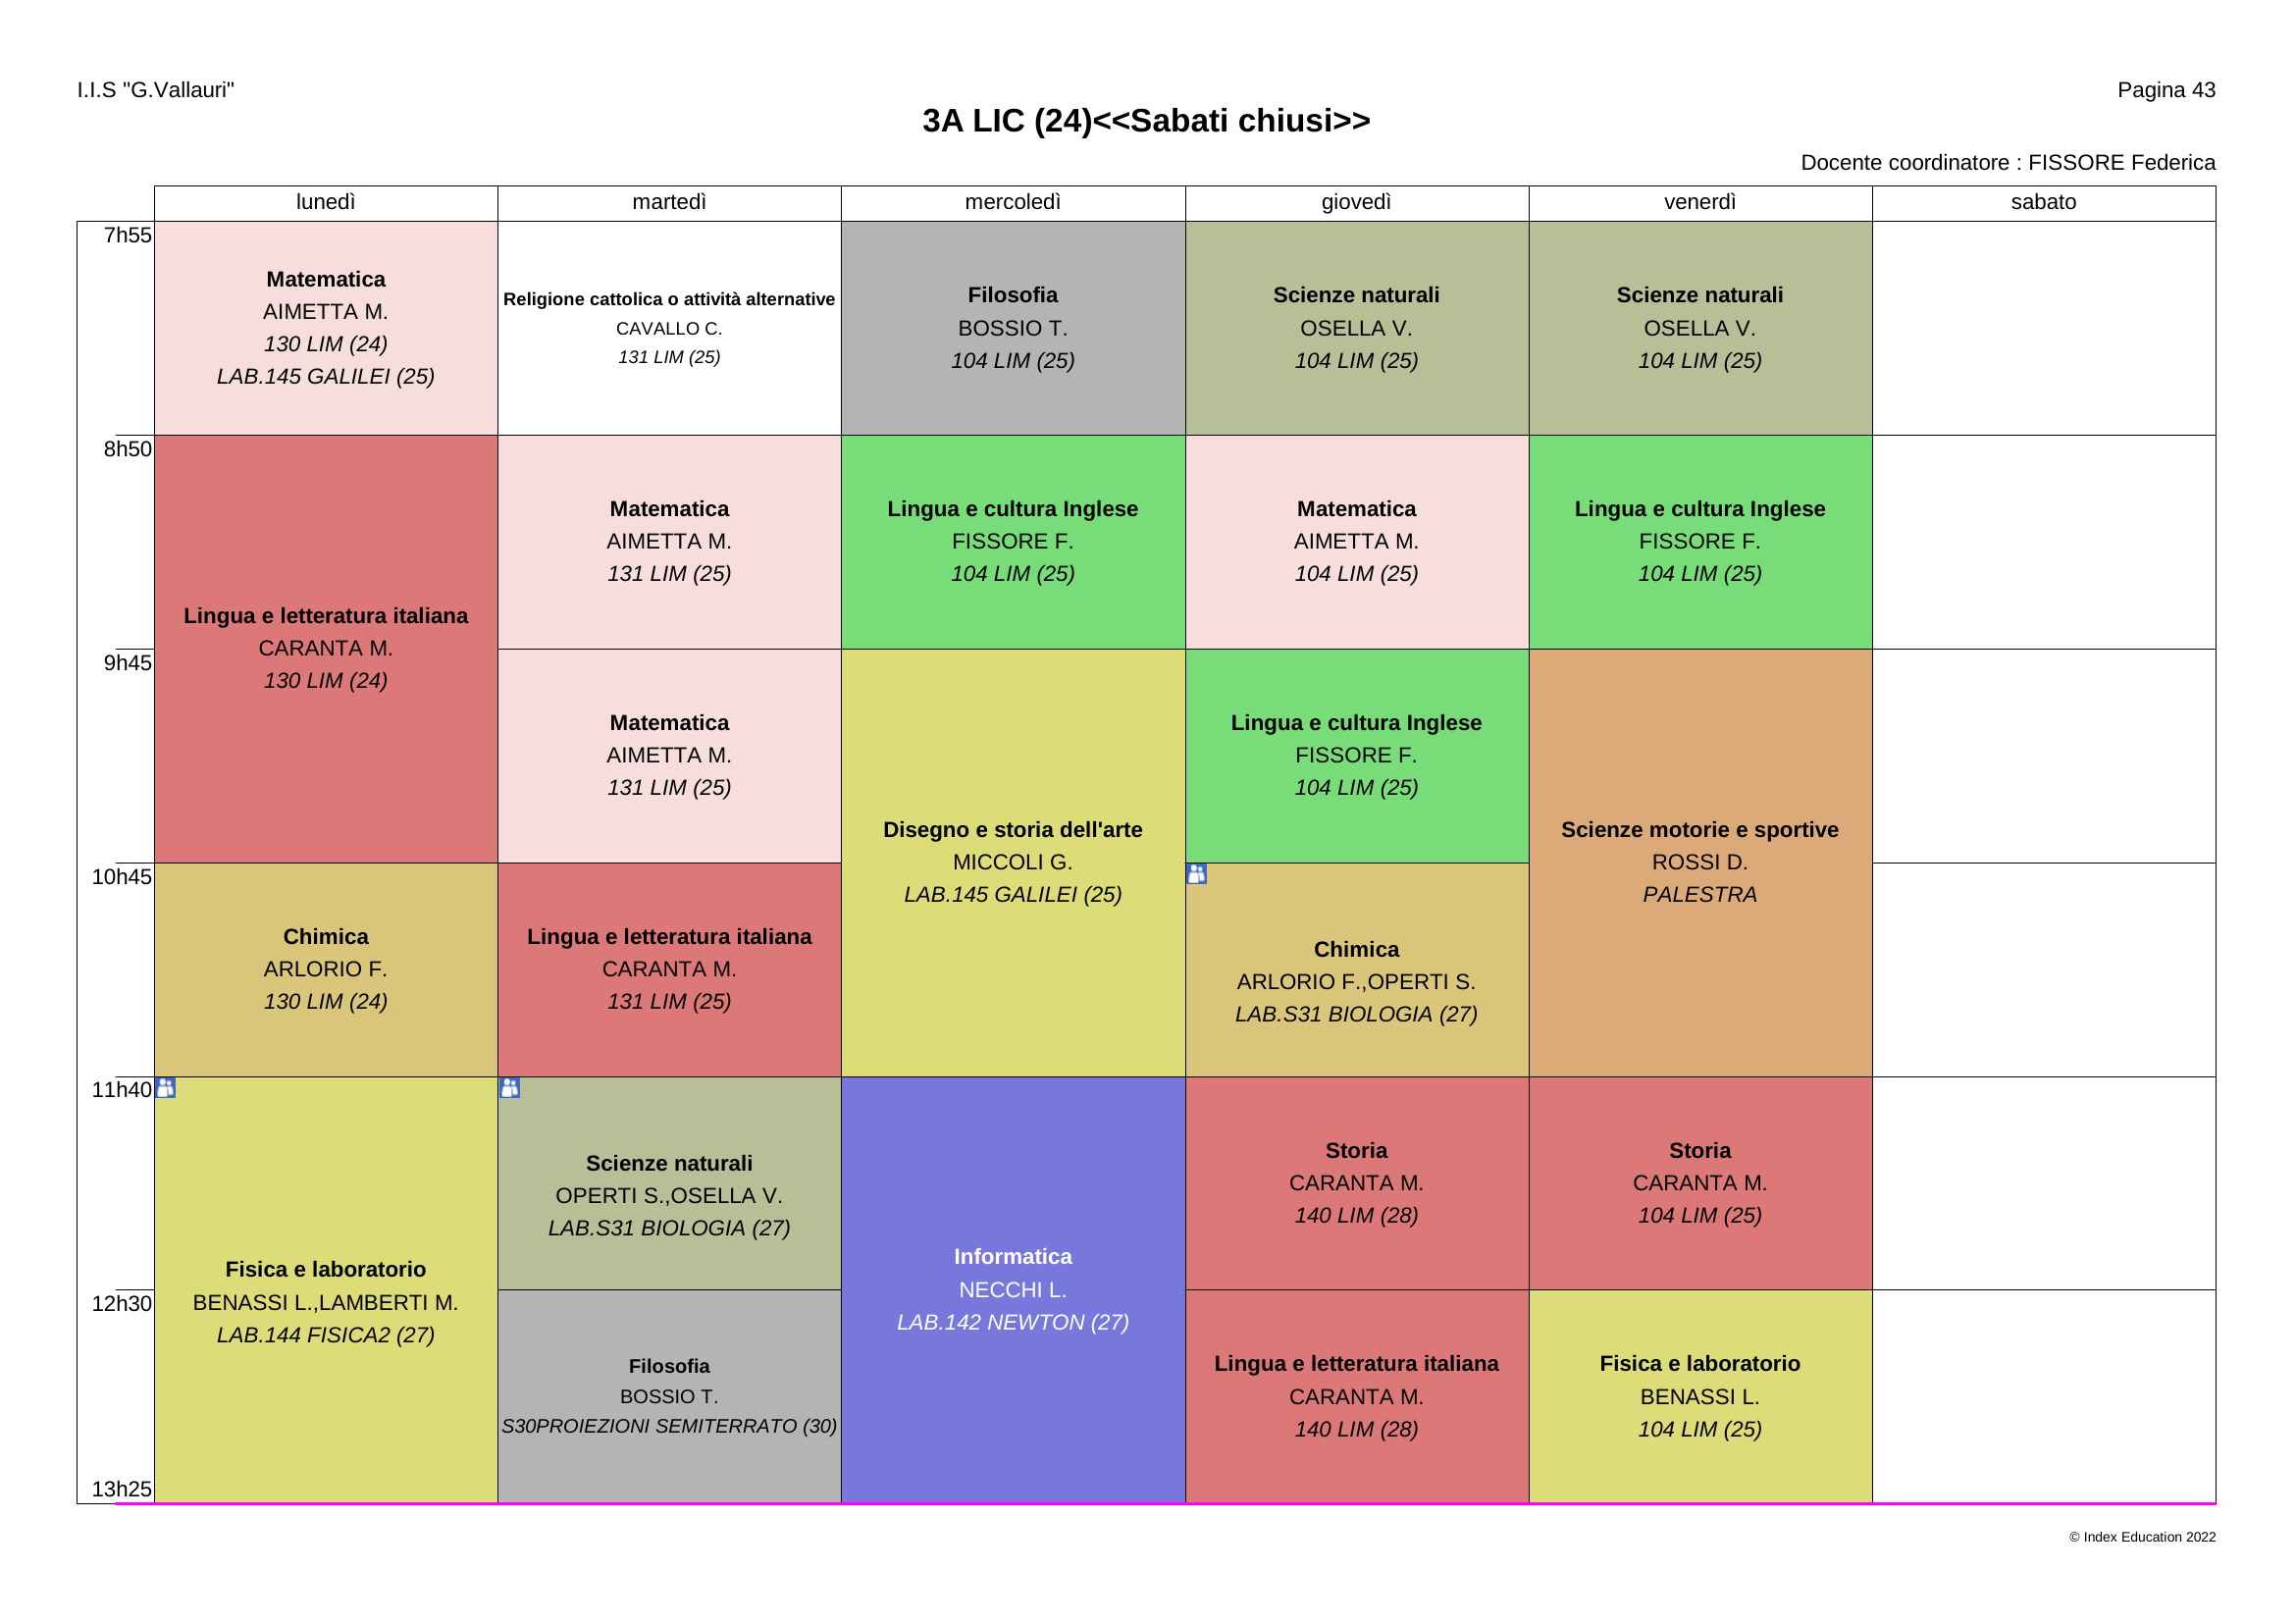 I.I.S "G.Vallauri"
Pagina 43
3A LIC (24)<<Sabati chiusi>>
Docente coordinatore : FISSORE Federica
lunedì
martedì
mercoledì
giovedì
venerdì
sabato
7h55
Matematica
AIMETTA M.
130 LIM (24)
LAB.145 GALILEI (25)
Religione cattolica o attività alternative
CAVALLO C.
131 LIM (25)
Filosofia
BOSSIO T.
104 LIM (25)
Scienze naturali
OSELLA V.
104 LIM (25)
Scienze naturali
OSELLA V.
104 LIM (25)
8h50
Lingua e letteratura italiana
CARANTA M.
130 LIM (24)
Matematica
AIMETTA M.
131 LIM (25)
Lingua e cultura Inglese
FISSORE F.
104 LIM (25)
Matematica
AIMETTA M.
104 LIM (25)
Lingua e cultura Inglese
FISSORE F.
104 LIM (25)
9h45
Matematica
AIMETTA M.
131 LIM (25)
Disegno e storia dell'arte
MICCOLI G.
LAB.145 GALILEI (25)
Lingua e cultura Inglese
FISSORE F.
104 LIM (25)
Scienze motorie e sportive
ROSSI D.
PALESTRA
10h45
Chimica
ARLORIO F.
130 LIM (24)
Lingua e letteratura italiana
CARANTA M.
131 LIM (25)
Chimica
ARLORIO F.,OPERTI S.
LAB.S31 BIOLOGIA (27)
11h40
Fisica e laboratorio
BENASSI L.,LAMBERTI M.
LAB.144 FISICA2 (27)
Scienze naturali
OPERTI S.,OSELLA V.
LAB.S31 BIOLOGIA (27)
Informatica
NECCHI L.
LAB.142 NEWTON (27)
Storia
CARANTA M.
140 LIM (28)
Storia
CARANTA M.
104 LIM (25)
12h30
Filosofia
BOSSIO T.
S30PROIEZIONI SEMITERRATO (30)
Lingua e letteratura italiana
CARANTA M.
140 LIM (28)
Fisica e laboratorio
BENASSI L.
104 LIM (25)
13h25
© Index Education 2022